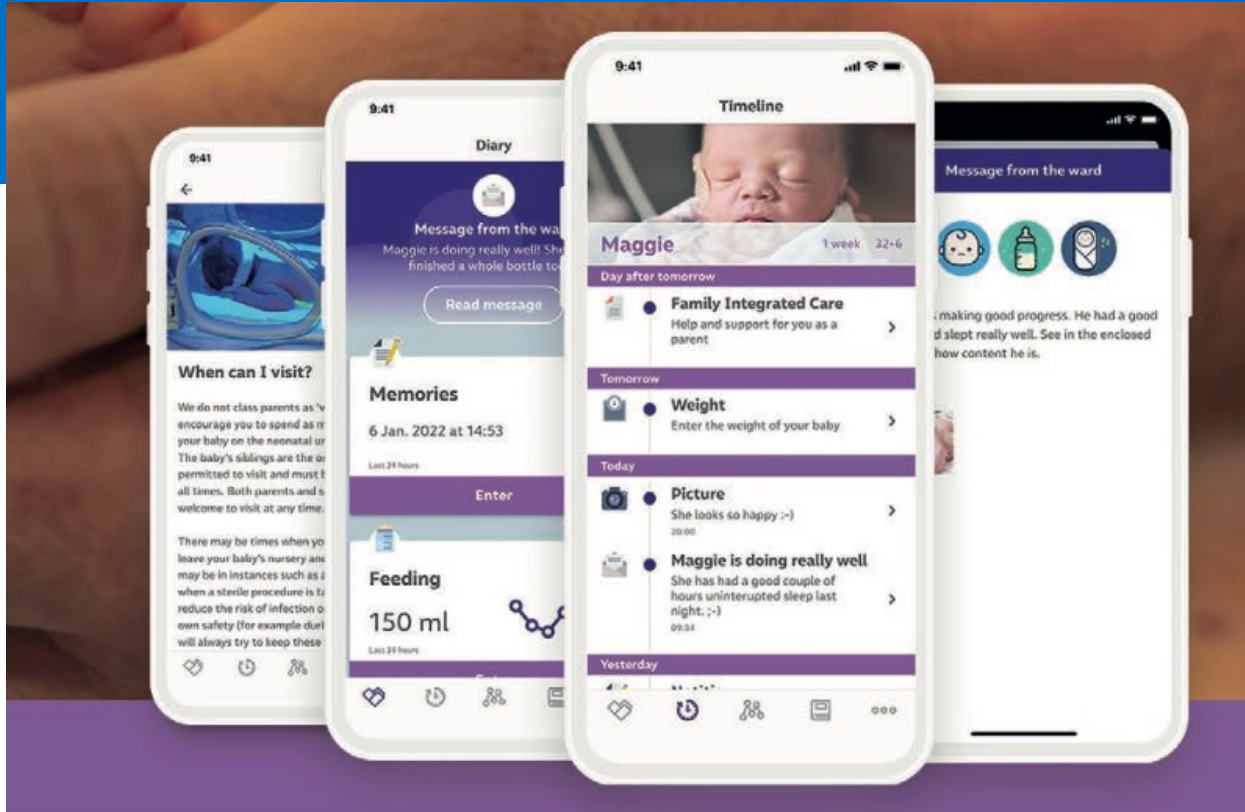 9:41
When can I visit?
We do not class parents as
encourage you to spend as
your baby on the neonatal
The baby's siblings are the
permitted to visit and must
all times. Both parents and
welcome to visit at any time.
There may be times when
leave your baby's nursery
may be in instances such as
when a sterile procedure is
reduce the risk of infection
own safety (for example
will always try to keep these
9:41
Diary
Message from the
Maggie is doing really well!
finished a whole bottle
Read message
Memories
6 Jan. 2022 at 14:53
Last 24 hours
Enter
Feeding
150 ml
Last 24 hours
9:41
Timeline
Maggie 1 week 32+6
Day after tomorrow
Family Integrated Care
Help and support for you as a
parent
Tomorrow
Weight
Enter the weight of your baby
Today
Picture
She looks so happy :-)
20:00
Maggie is doing really well
She has had a good couple of
hours uninterupted sleep last
night. ;-)
09:34
Yesterday
Message from the ward
making good progress. He had a good
slept really well. See in the enclosed
how content he is.